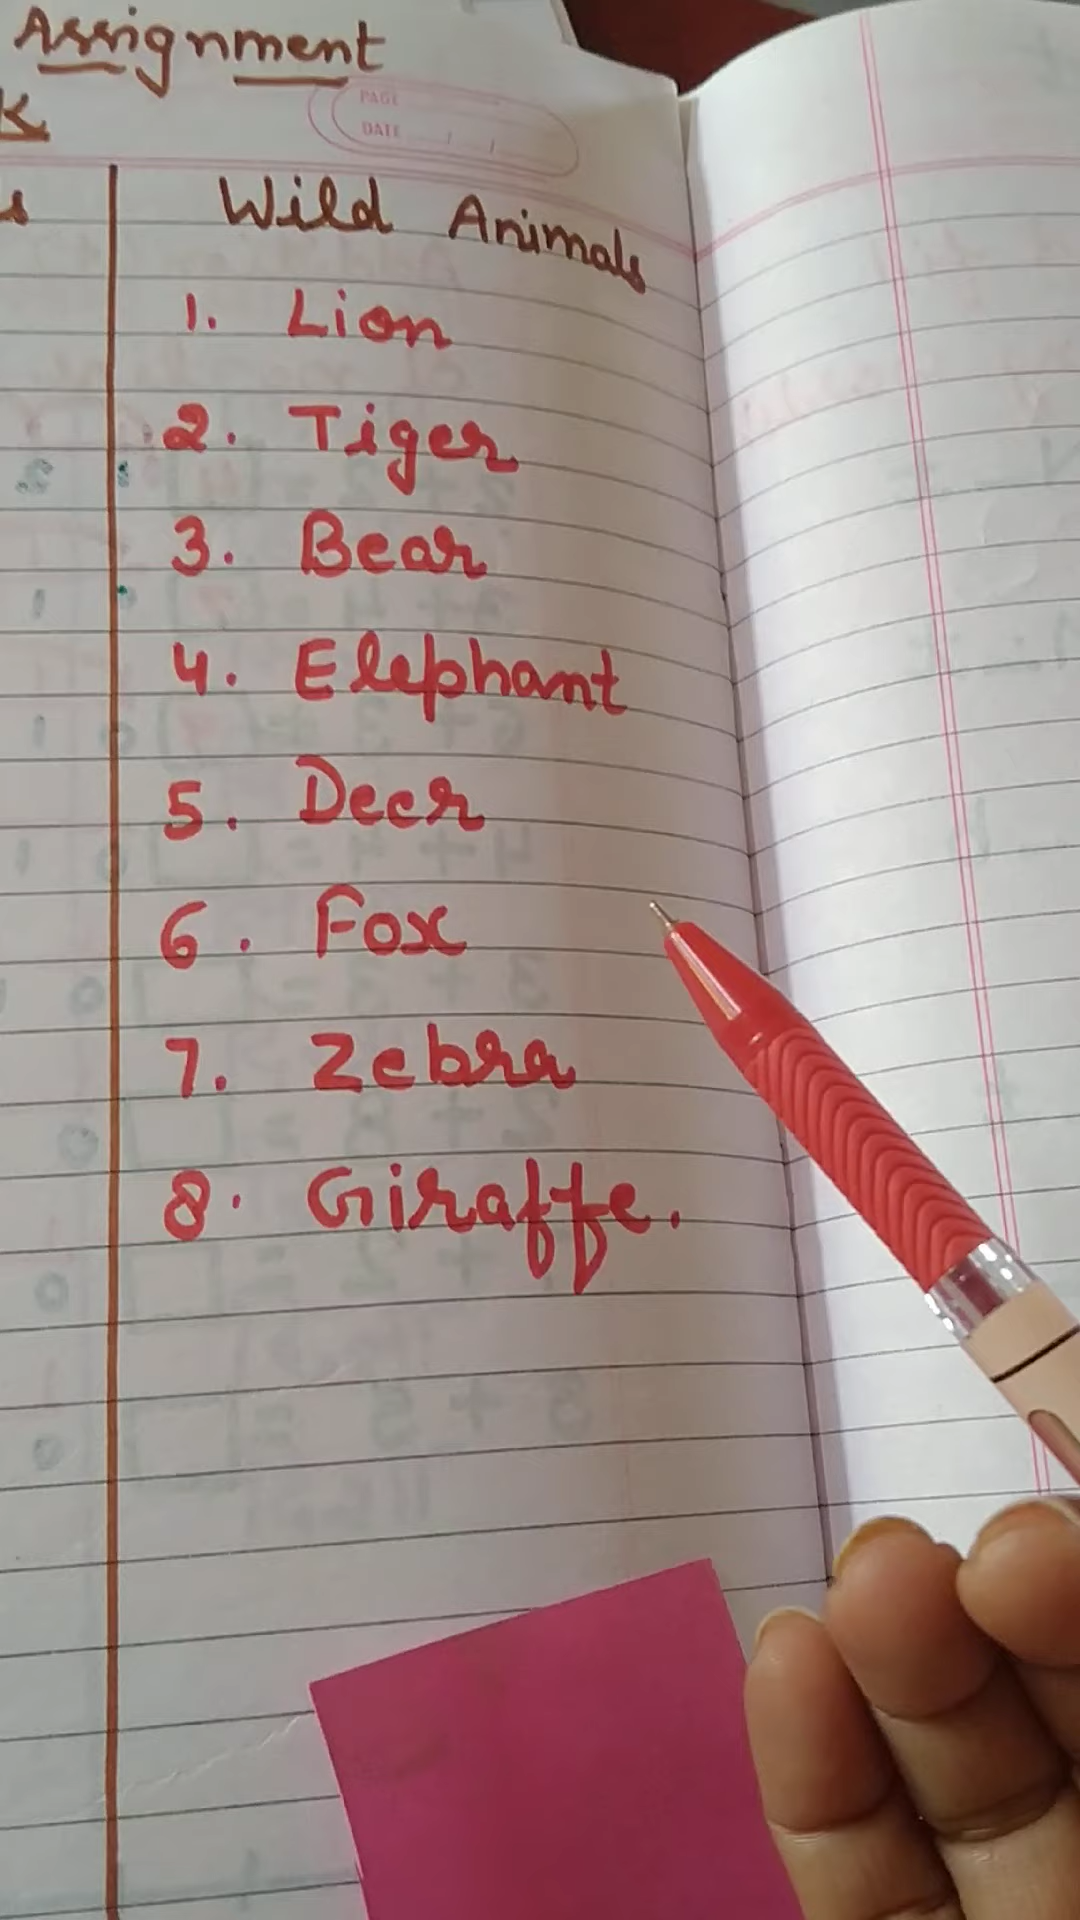 Assignment
K
PAGE
DATE / /
s
Wild Animals
1. Lion
2. Tiger
3. Bear
4. Elephant
5. Deer
6. Fox
7. Zebra
8. Giraffe.